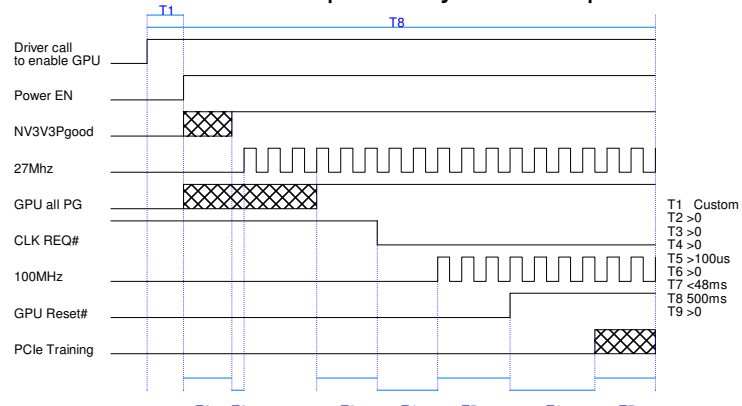 T1
T8
Driver call
to enable GPU
Power EN
NV3V3Pgood
27Mhz
GPU all PG
CLK REQ#
100MHz
GPU Reset#
PCIe Training
T1 Custom
T2 >0
T3 >0
T4 >0
T5 >100us
T6 >0
T7 <48ms
T8 500ms
T9 >0